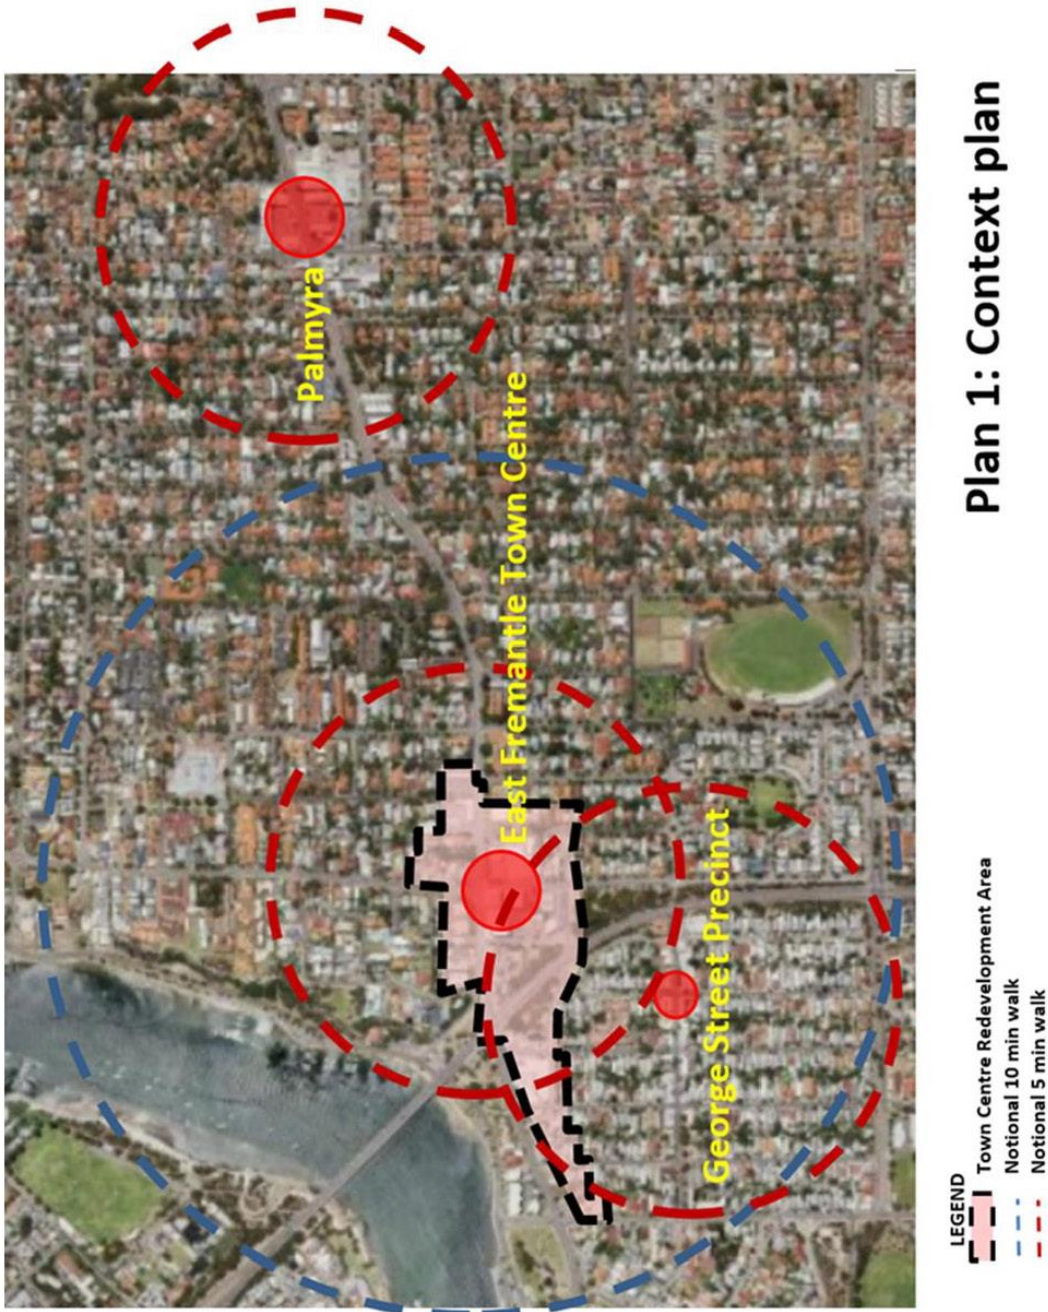 Palmyra
East Fremantle Town Centre
George Street Precinct
Plan 1: Context plan
LEGEND
Town Centre Redevelopment Area
Notional 10 min walk
Notional 5 min walk